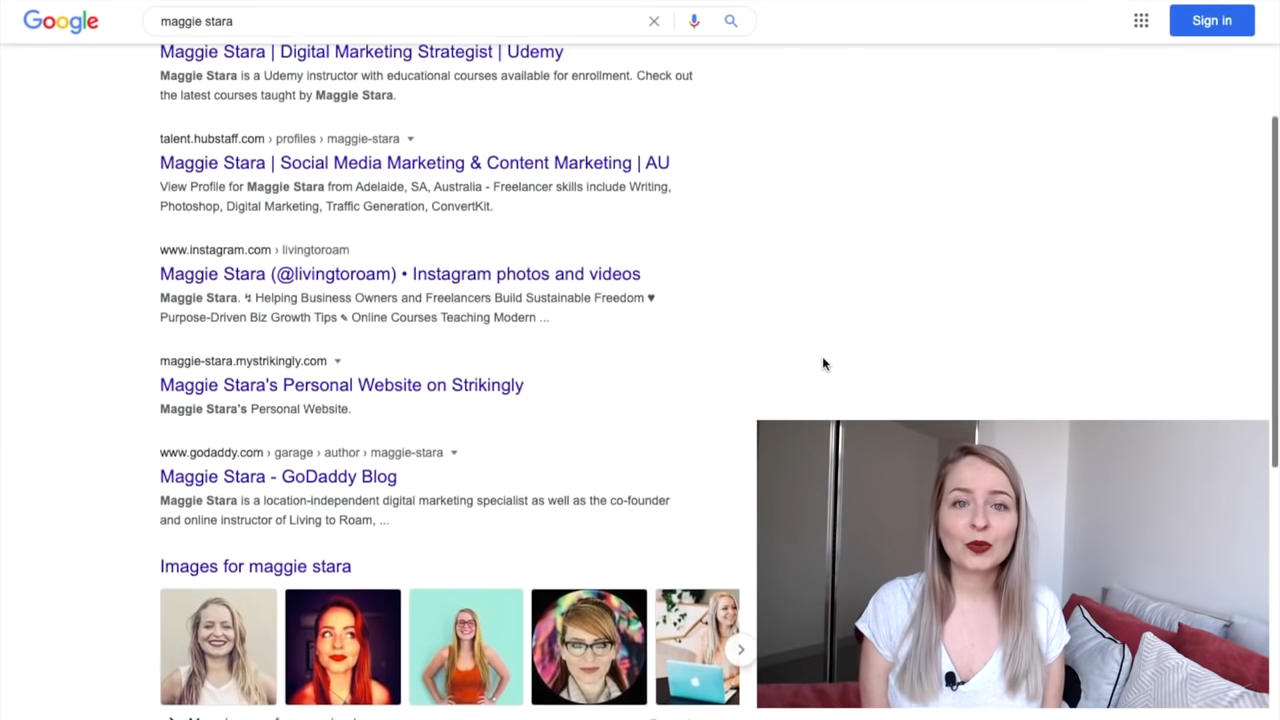 Google
maggie stara
Sign in
Maggie Stara | Digital Marketing Strategist | Udemy
Maggie Stara is a Udemy instructor with educational courses available for enrollment. Check out
the latest courses taught by Maggie Stara.
talent.hubstaff.com › profiles › maggie-stara
Maggie Stara | Social Media Marketing & Content Marketing | AU
View Profile for Maggie Stara from Adelaide, SA, Australia - Freelancer skills include Writing,
Photoshop, Digital Marketing, Traffic Generation, ConvertKit.
www.instagram.com › livingtoroam
Maggie Stara (@livingtoroam) • Instagram photos and videos
Maggie Stara. ↯ Helping Business Owners and Freelancers Build Sustainable Freedom ♥
Purpose-Driven Biz Growth Tips ✎ Online Courses Teaching Modern ...
maggie-stara.mystrikingly.com
Maggie Stara's Personal Website on Strikingly
Maggie Stara's Personal Website.
www.godaddy.com › garage › author › maggie-stara
Maggie Stara - GoDaddy Blog
Maggie Stara is a location-independent digital marketing specialist as well as the co-founder
and online instructor of Living to Roam, ...
Images for maggie stara